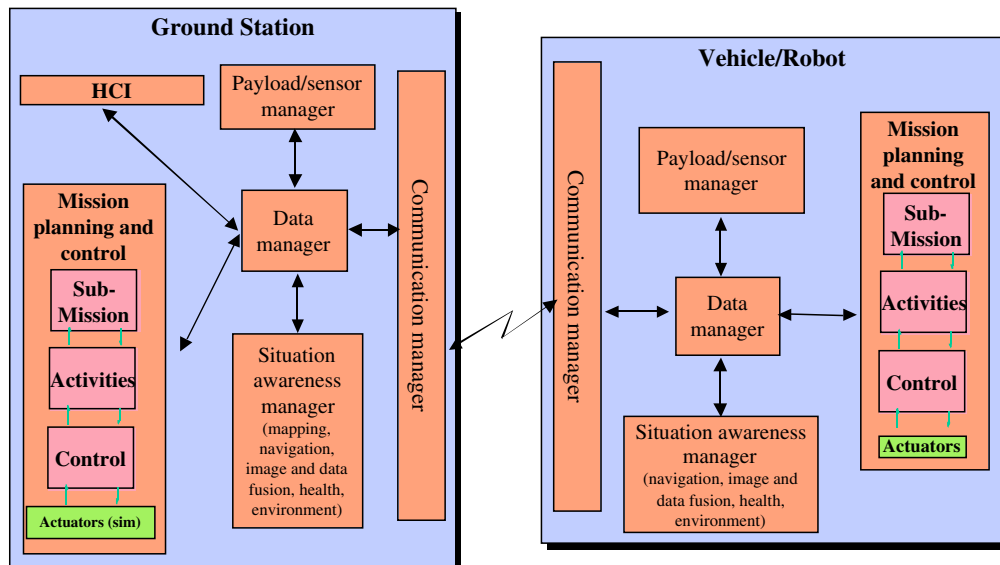 Ground Station
HCI
Payload/sensor
manager
Communication manager
Mission
planning and
control
Sub-
Mission
Activities
Control
Actuators (sim)
Data
manager
Situation
awareness
manager
(mapping,
navigation,
image and data
fusion, health,
environment)
Vehicle/Robot
Communication manager
Payload/sensor
manager
Data
manager
Situation awareness
manager
(navigation, image and
data fusion, health,
environment)
Mission
planning
and control
Sub-
Mission
Activities
Control
Actuators